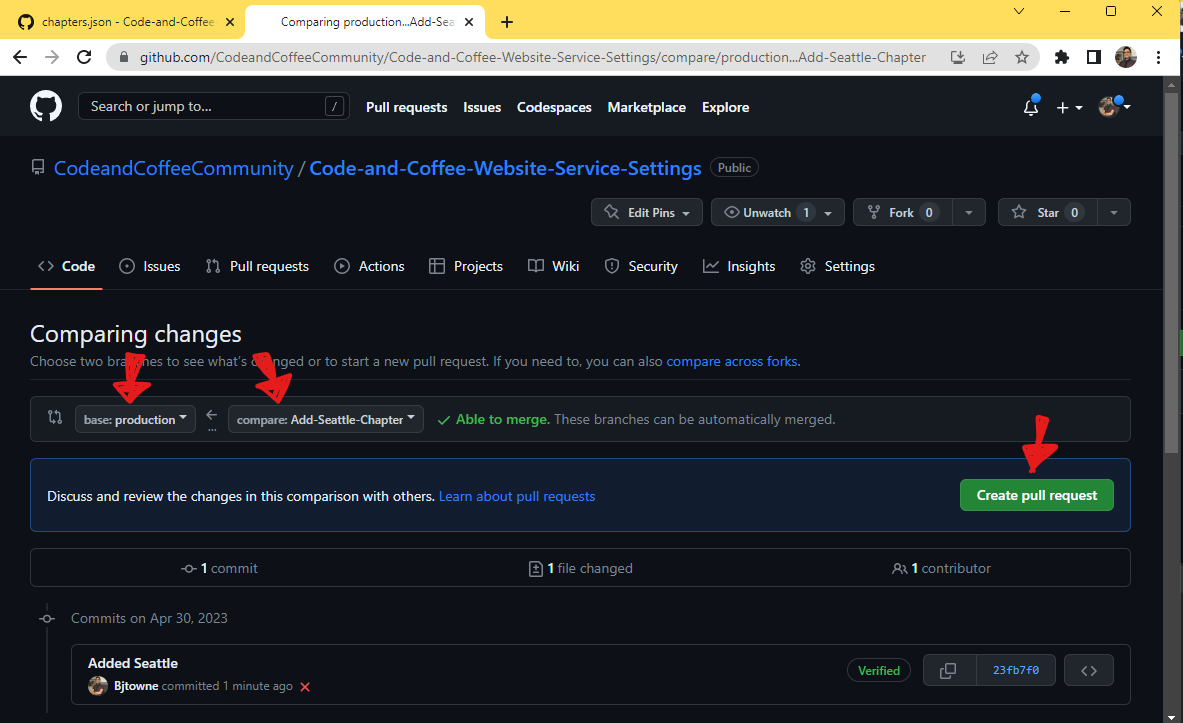 chapters.json - Code-and-Coffee
Comparing production...Add-Sea
github.com/CodeandCoffeeCommunity/Code-and-Coffee-Website-Service-Settings/compare/production...Add-Seattle-Chapter
Search or jump to... /
Pull requests Issues Codespaces Marketplace Explore
CodeandCoffeeCommunity / Code-and-Coffee-Website-Service-Settings Public
Edit Pins Unwatch 1 Fork 0 Star 0
Code Issues Pull requests Actions Projects Wiki Security Insights Settings
Comparing changes
Choose two branches to see what's changed or to start a new pull request. If you need to, you can also compare across forks.
base: production ... compare: Add-Seattle-Chapter Able to merge. These branches can be automatically merged.
Discuss and review the changes in this comparison with others. Learn about pull requests
Create pull request
1 commit 1 file changed 1 contributor
Commits on Apr 30, 2023
Added Seattle
Bjtowne committed 1 minute ago
Verified 23fb7f0